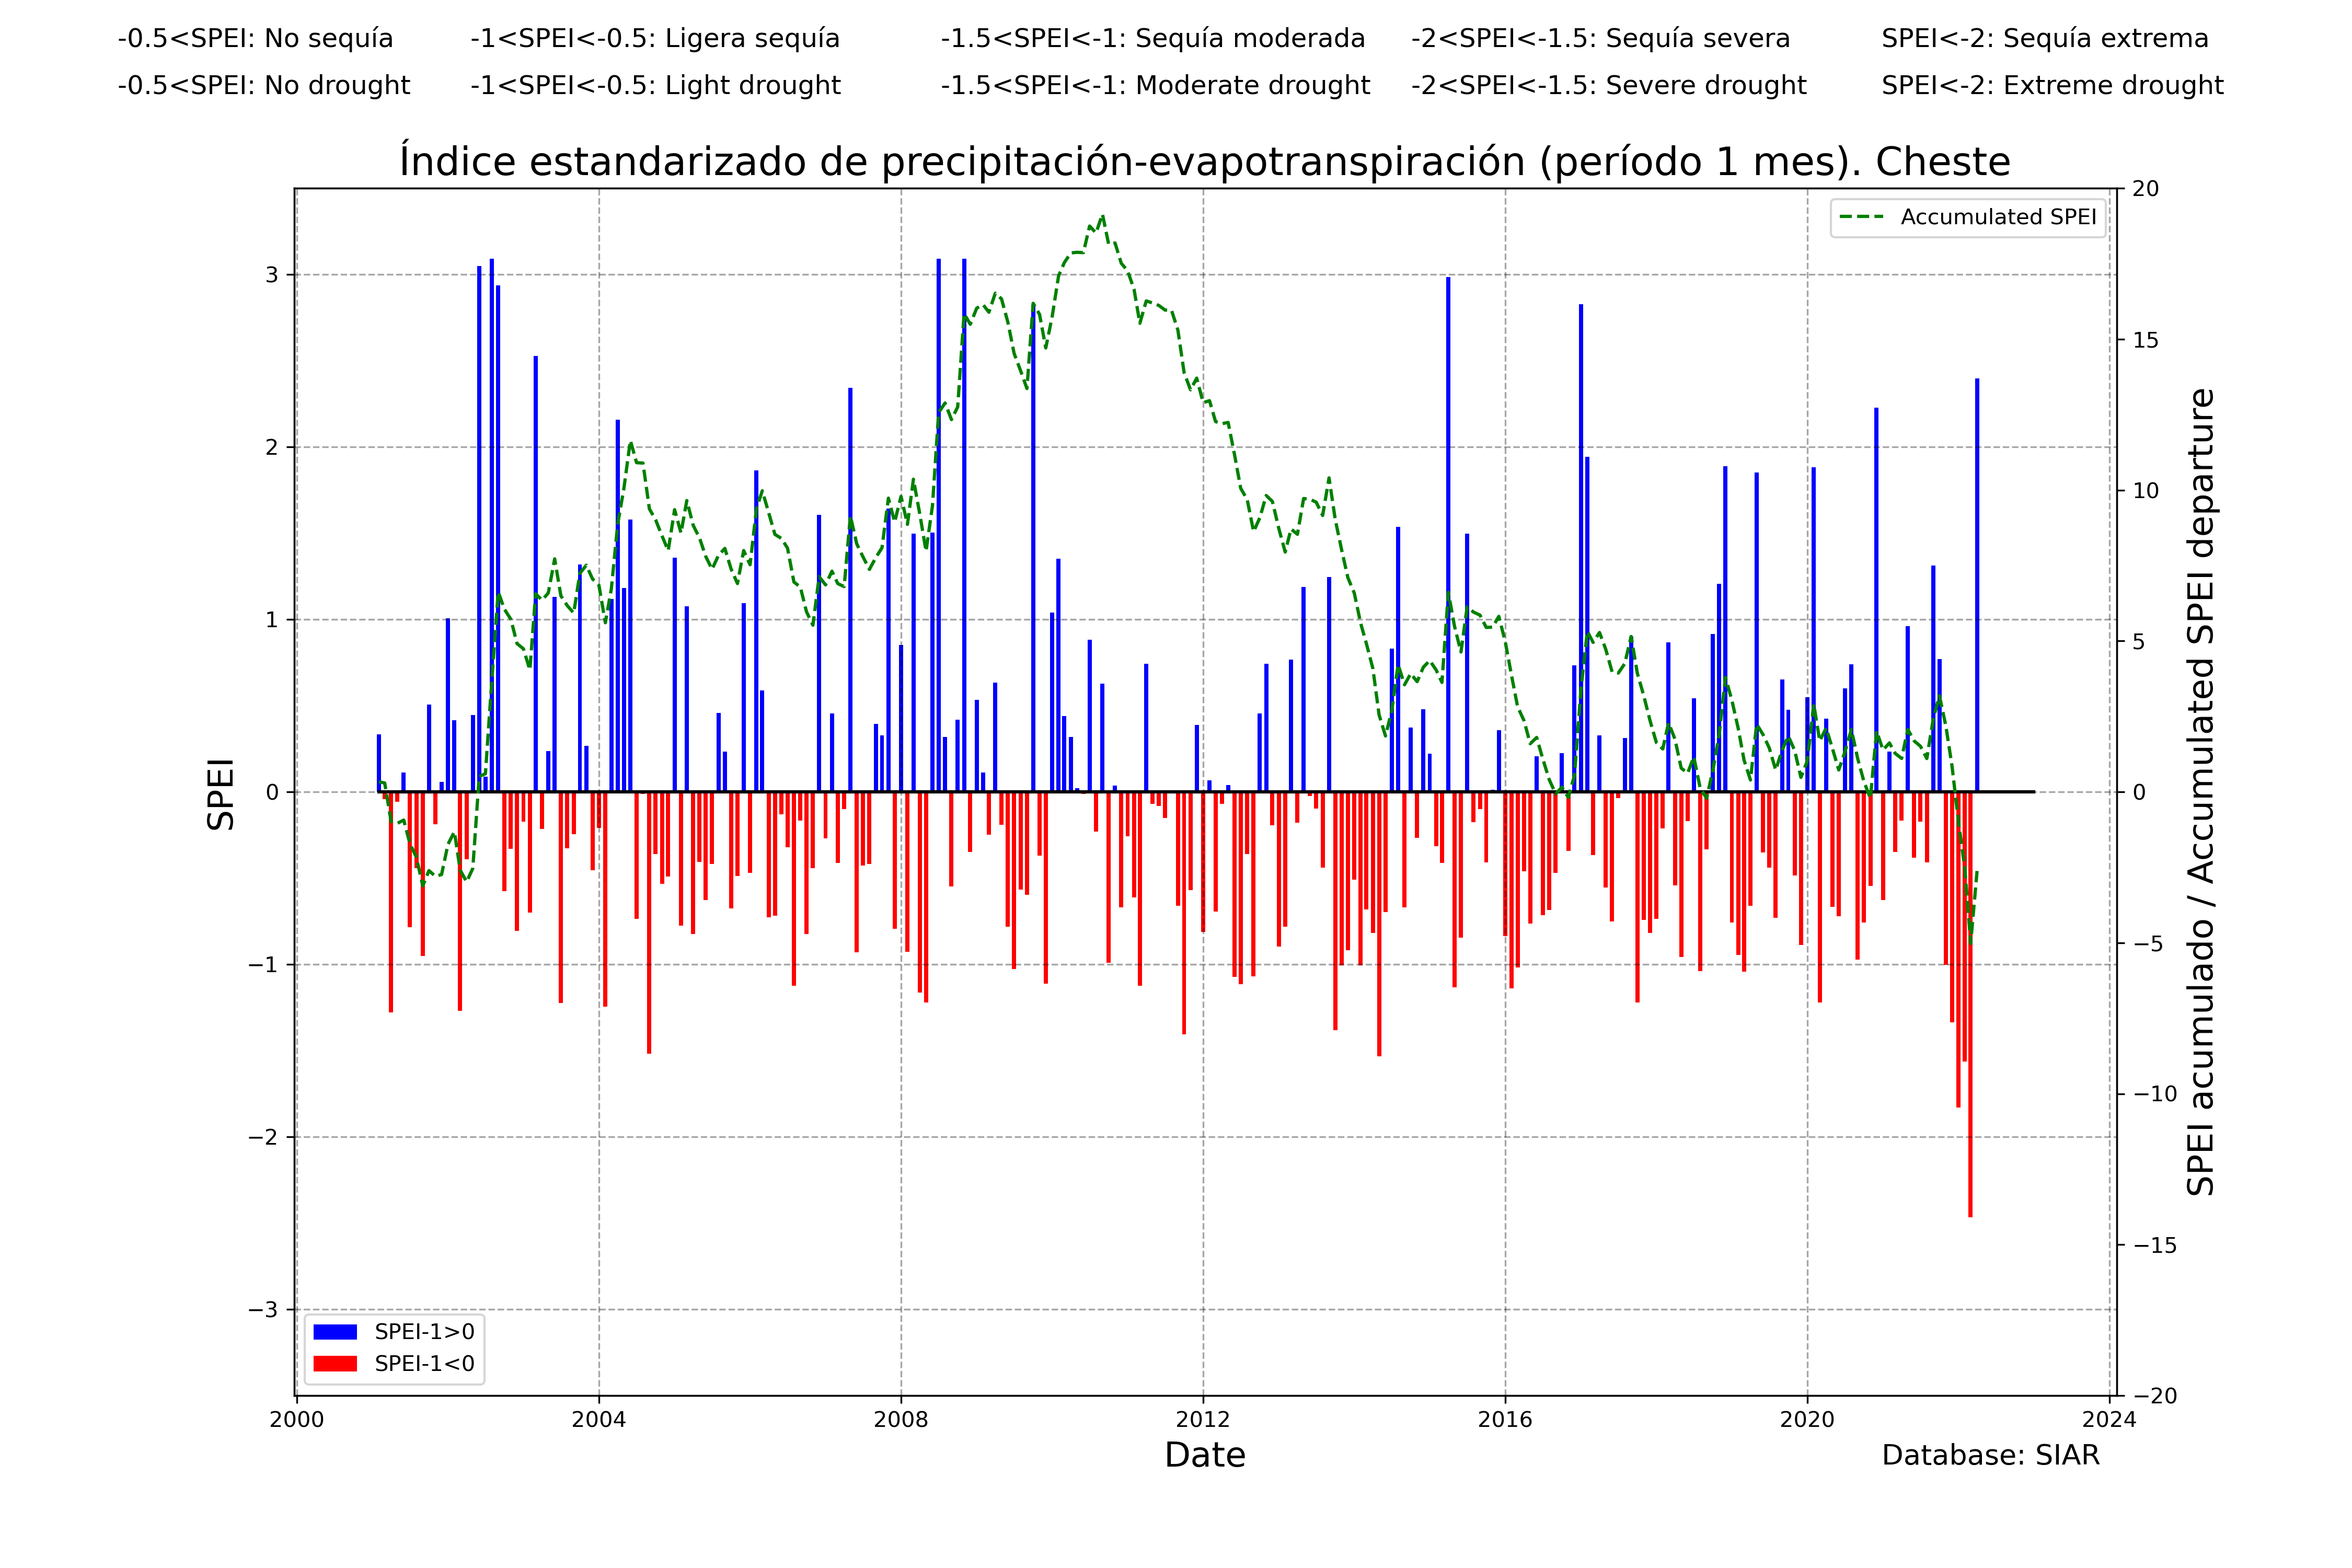 -0.5<SPEI: No sequía -1<SPEI<-0.5: Ligera sequía -1.5<SPEI<-1: Sequía moderada -2<SPEI<-1.5: Sequía severa SPEI<-2: Sequía extrema
-0.5<SPEI: No drought -1<SPEI<-0.5: Light drought -1.5<SPEI<-1: Moderate drought -2<SPEI<-1.5: Severe drought SPEI<-2: Extreme drought
Índice estandarizado de precipitación-evapotranspiración (período 1 mes). Cheste
Accumulated SPEI
SPEI
3
2
1
0
−1
−2
−3
20
15
10
5
0
−5
−10
−15
−20
SPEI acumulado / Accumulated SPEI departure
SPEI-1>0
SPEI-1<0
2000 2004 2008 2012 2016 2020 2024
Date
Database: SIAR